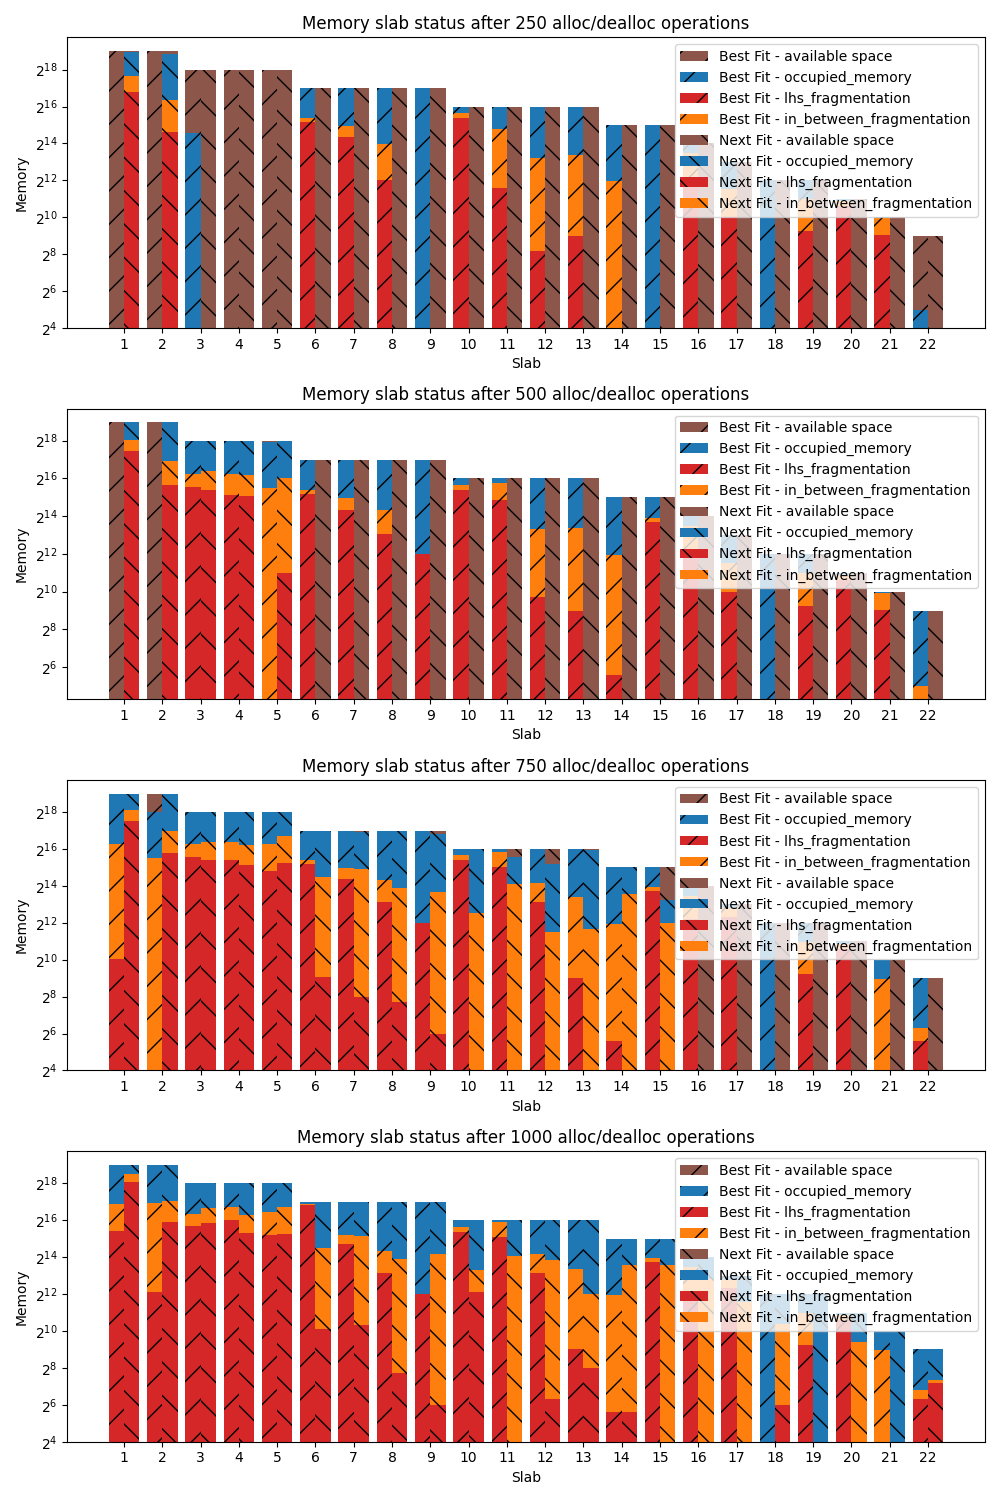 Memory slab status after 250 alloc/dealloc operations
Memory
2^18
2^16
2^14
2^12
2^10
2^8
2^6
2^4
Best Fit - available space
Best Fit - occupied_memory
Best Fit - lhs_fragmentation
Best Fit - in_between_fragmentation
Next Fit - available space
Next Fit - occupied_memory
Next Fit - lhs_fragmentation
Next Fit - in_between_fragmentation
1 2 3 4 5 6 7 8 9 10 11 12 13 14 15 16 17 18 19 20 21 22
Slab
Memory slab status after 500 alloc/dealloc operations
Memory
2^18
2^16
2^14
2^12
2^10
2^8
2^6
Best Fit - available space
Best Fit - occupied_memory
Best Fit - lhs_fragmentation
Best Fit - in_between_fragmentation
Next Fit - available space
Next Fit - occupied_memory
Next Fit - lhs_fragmentation
Next Fit - in_between_fragmentation
1 2 3 4 5 6 7 8 9 10 11 12 13 14 15 16 17 18 19 20 21 22
Slab
Memory slab status after 750 alloc/dealloc operations
Memory
2^18
2^16
2^14
2^12
2^10
2^8
2^6
2^4
Best Fit - available space
Best Fit - occupied_memory
Best Fit - lhs_fragmentation
Best Fit - in_between_fragmentation
Next Fit - available space
Next Fit - occupied_memory
Next Fit - lhs_fragmentation
Next Fit - in_between_fragmentation
1 2 3 4 5 6 7 8 9 10 11 12 13 14 15 16 17 18 19 20 21 22
Slab
Memory slab status after 1000 alloc/dealloc operations
Memory
2^18
2^16
2^14
2^12
2^10
2^8
2^6
2^4
Best Fit - available space
Best Fit - occupied_memory
Best Fit - lhs_fragmentation
Best Fit - in_between_fragmentation
Next Fit - available space
Next Fit - occupied_memory
Next Fit - lhs_fragmentation
Next Fit - in_between_fragmentation
1 2 3 4 5 6 7 8 9 10 11 12 13 14 15 16 17 18 19 20 21 22
Slab